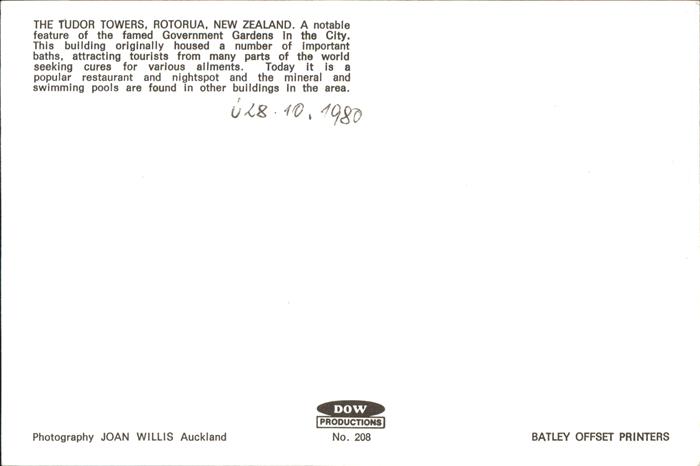 THE TUDOR TOWERS, ROTORUA, NEW ZEALAND. A notable
feature of the famed Government Gardens in the City.
This building originally housed a number of important
baths, attracting tourists from many parts of the world
seeking cures for various ailments. Today it is a
popular restaurant and nightspot and the mineral and
swimming pools are found in other buildings in the area.
28.10.1980
DOW
PRODUCTIONS
Photography JOAN WILLIS Auckland
No. 208
BATLEY OFFSET PRINTERS